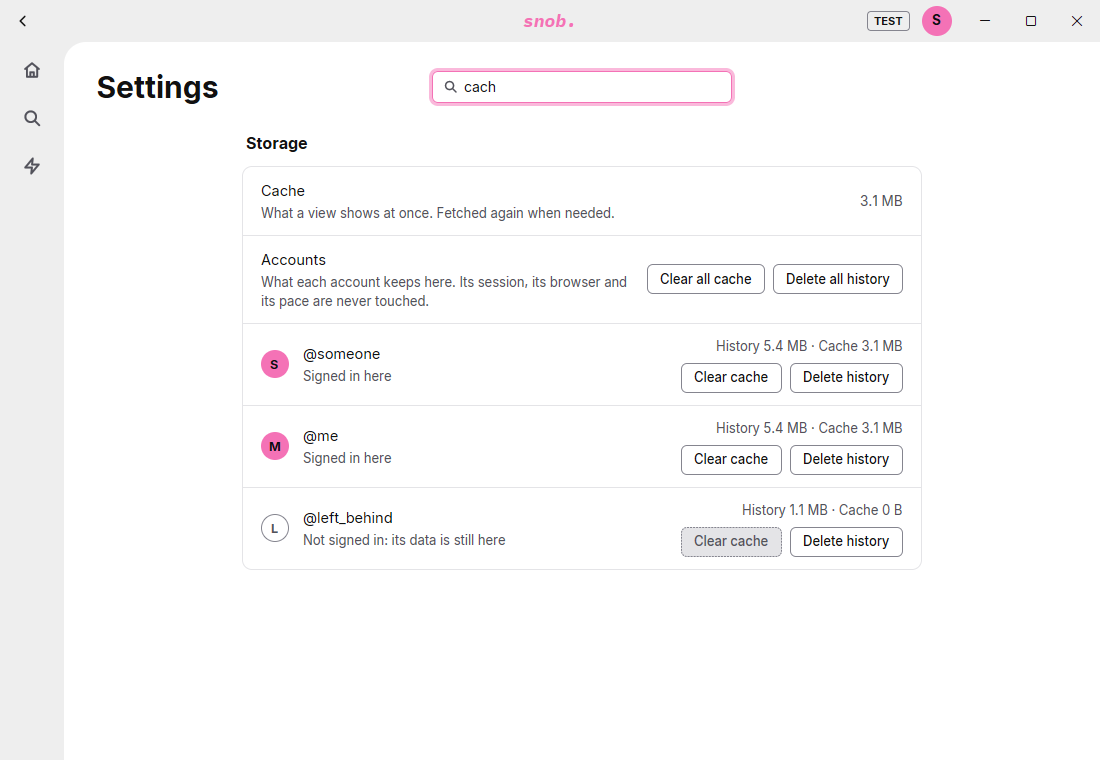 snob.
TEST
S
Settings
cach
Storage
Cache
What a view shows at once. Fetched again when needed.
3.1 MB
Accounts
What each account keeps here. Its session, its browser and
its pace are never touched.
Clear all cache
Delete all history
S
@someone
Signed in here
History 5.4 MB · Cache 3.1 MB
Clear cache
Delete history
M
@me
Signed in here
History 5.4 MB · Cache 3.1 MB
Clear cache
Delete history
L
@left_behind
Not signed in: its data is still here
History 1.1 MB · Cache 0 B
Clear cache
Delete history